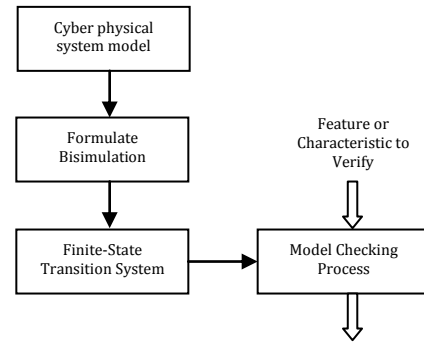 Cyber physical
system model
Formulate
Bisimulation
Feature or
Characteristic to
Verify
Finite-State
Transition System
Model Checking
Process